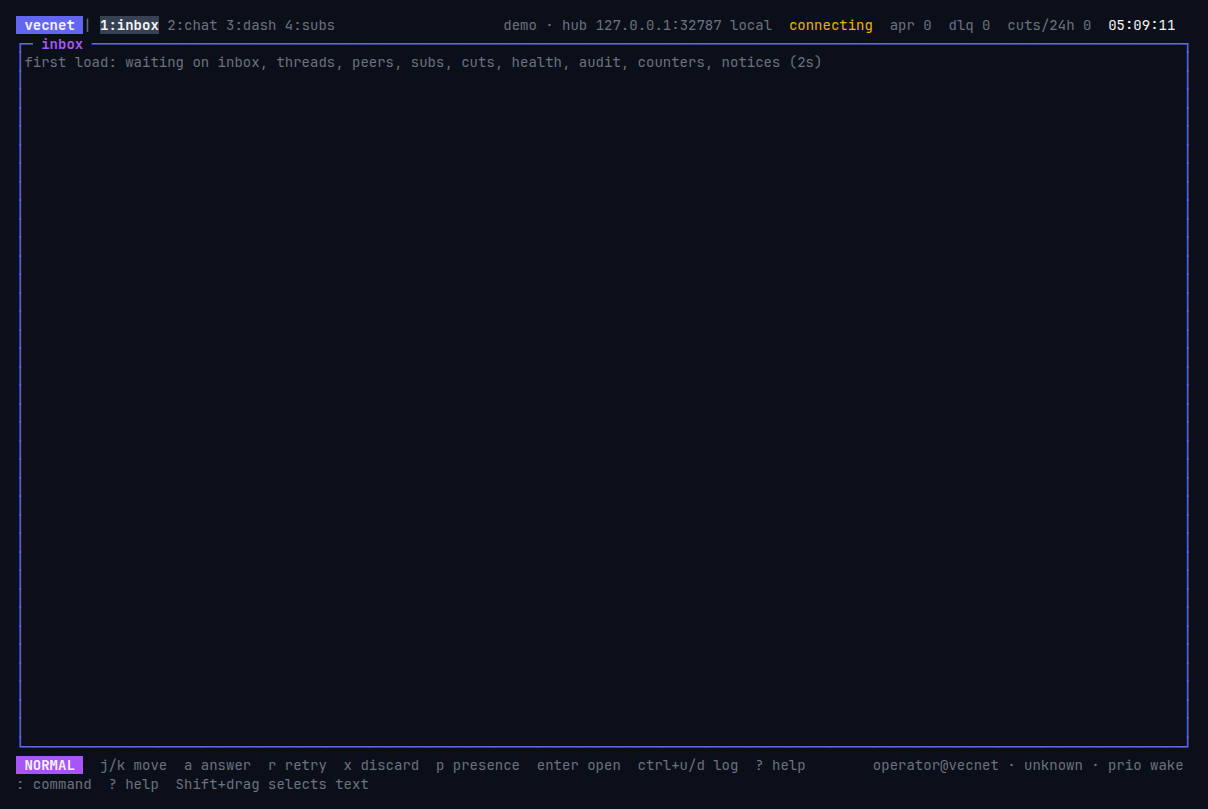 vecnet | 1:inbox 2:chat 3:dash 4:subs demo · hub 127.0.0.1:32787 local connecting apr 0 dlq 0 cuts/24h 0 05:09:11
inbox
first load: waiting on inbox, threads, peers, subs, cuts, health, audit, counters, notices (2s)
NORMAL j/k move a answer r retry x discard p presence enter open ctrl+u/d log ? help operator@vecnet · unknown · prio wake
: command ? help Shift+drag selects text